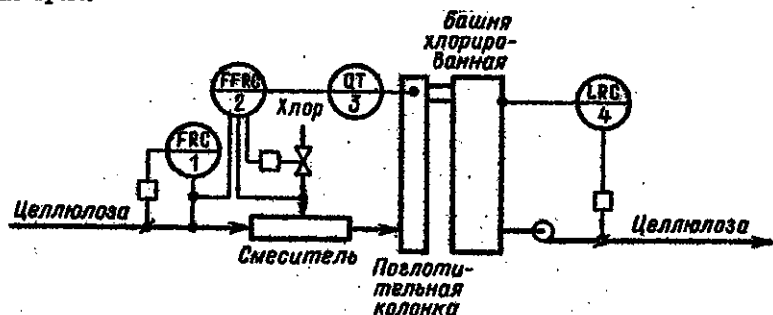 Башня
хлориро-
ванная
FFRC
2
QT
3
Хлор
LRC
4
FRC
1
Целлюлоза
Смеситель
Целлюлоза
Поглоти-
тельная
колонка